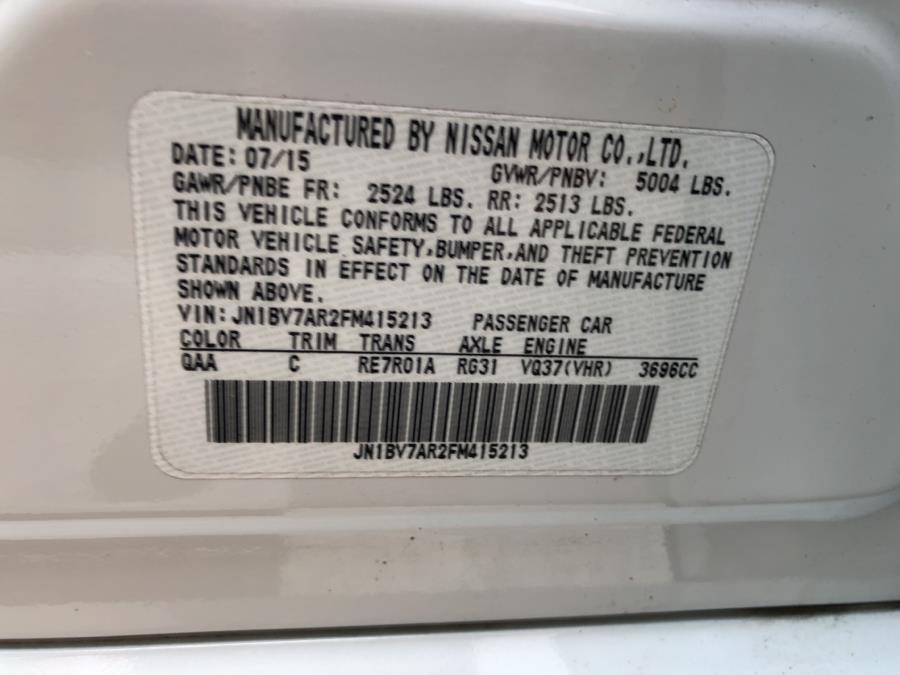 MANUFACTURED BY NISSAN MOTOR CO.,LTD.
DATE: 07/15 GVWR/PNBV: 5004 LBS.
GAWR/PNBE FR: 2524 LBS. RR: 2513 LBS.
THIS VEHICLE CONFORMS TO ALL APPLICABLE FEDERAL
MOTOR VEHICLE SAFETY,BUMPER,AND THEFT PREVENTION
STANDARDS IN EFFECT ON THE DATE OF MANUFACTURE
SHOWN ABOVE.
VIN:JN1BV7AR2FM415213 PASSENGER CAR
COLOR TRIM TRANS AXLE ENGINE
QAA C RE7R01A RG31 VQ37(VHR) 3696CC
JN1BV7AR2FM415213